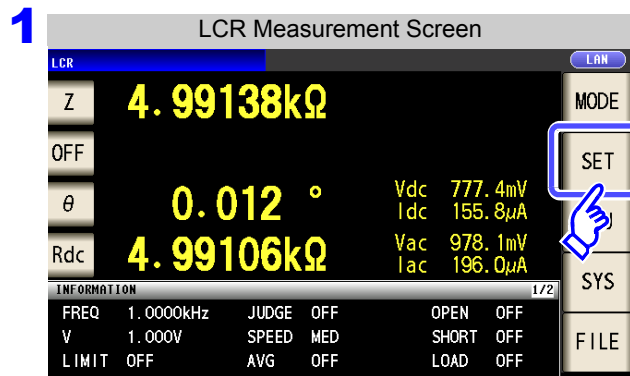 1
LCR Measurement Screen
LCR
LAN
Z 4.99138kΩ
MODE
OFF
SET
θ 0.012 °
Vdc 777.4mV
Idc 155.8μA
Rdc 4.99106kΩ
Vac 978.1mV
Iac 196.0μA
SYS
INFORMATION 1/2
FREQ 1.0000kHz JUDGE OFF OPEN OFF
V 1.000V SPEED MED SHORT OFF
LIMIT OFF AVG OFF LOAD OFF
FILE